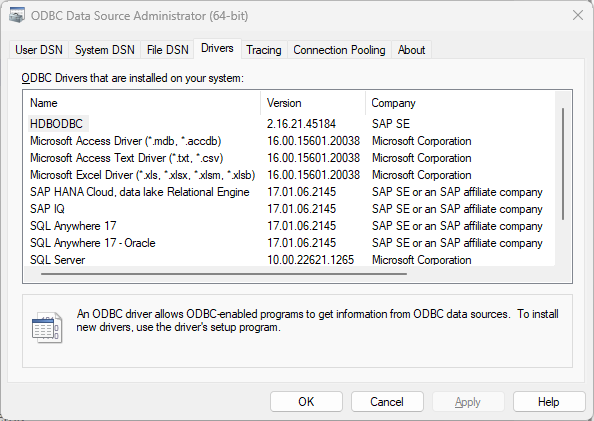 ODBC Data Source Administrator (64-bit)
User DSN System DSN File DSN Drivers Tracing Connection Pooling About
ODBC Drivers that are installed on your system:
Name Version Company
HDBODBC 2.16.21.45184 SAP SE
Microsoft Access Driver (*.mdb, *.accdb) 16.00.15601.20038 Microsoft Corporation
Microsoft Access Text Driver (*.txt, *.csv) 16.00.15601.20038 Microsoft Corporation
Microsoft Excel Driver (*.xls, *.xlsx, *.xlsm, *.xlsb) 16.00.15601.20038 Microsoft Corporation
SAP HANA Cloud, data lake Relational Engine 17.01.06.2145 SAP SE or an SAP affiliate company
SAP IQ 17.01.06.2145 SAP SE or an SAP affiliate company
SQL Anywhere 17 17.01.06.2145 SAP SE or an SAP affiliate company
SQL Anywhere 17 - Oracle 17.01.06.2145 SAP SE or an SAP affiliate company
SQL Server 10.00.22621.1265 Microsoft Corporation
An ODBC driver allows ODBC-enabled programs to get information from ODBC data sources. To install
new drivers, use the driver's setup program.
OK Cancel Apply Help